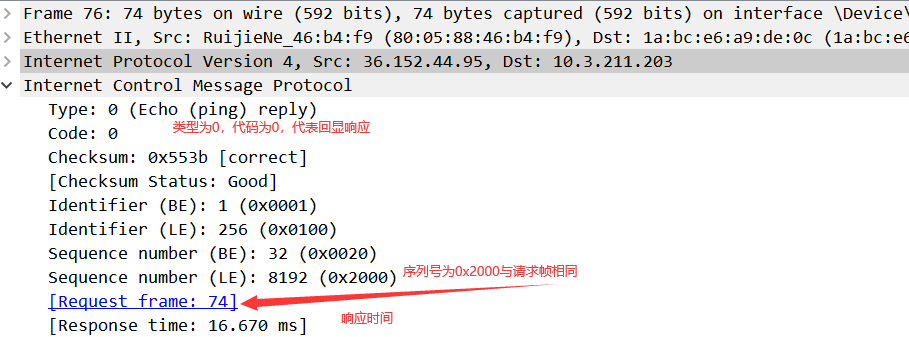 Frame 76: 74 bytes on wire (592 bits), 74 bytes captured (592 bits) on interface \Device\
Ethernet II, Src: RuijieNe_46:b4:f9 (80:05:88:46:b4:f9), Dst: 1a:bc:e6:a9:de:0c (1a:bc:e6
Internet Protocol Version 4, Src: 36.152.44.95, Dst: 10.3.211.203
Internet Control Message Protocol
Type: 0 (Echo (ping) reply)
Code: 0
类型为0，代码为0，代表回显响应
Checksum: 0x553b [correct]
[Checksum Status: Good]
Identifier (BE): 1 (0x0001)
Identifier (LE): 256 (0x0100)
Sequence number (BE): 32 (0x0020)
Sequence number (LE): 8192 (0x2000)
序列号为0x2000与请求帧相同
[Request frame: 74]
响应时间
[Response time: 16.670 ms]